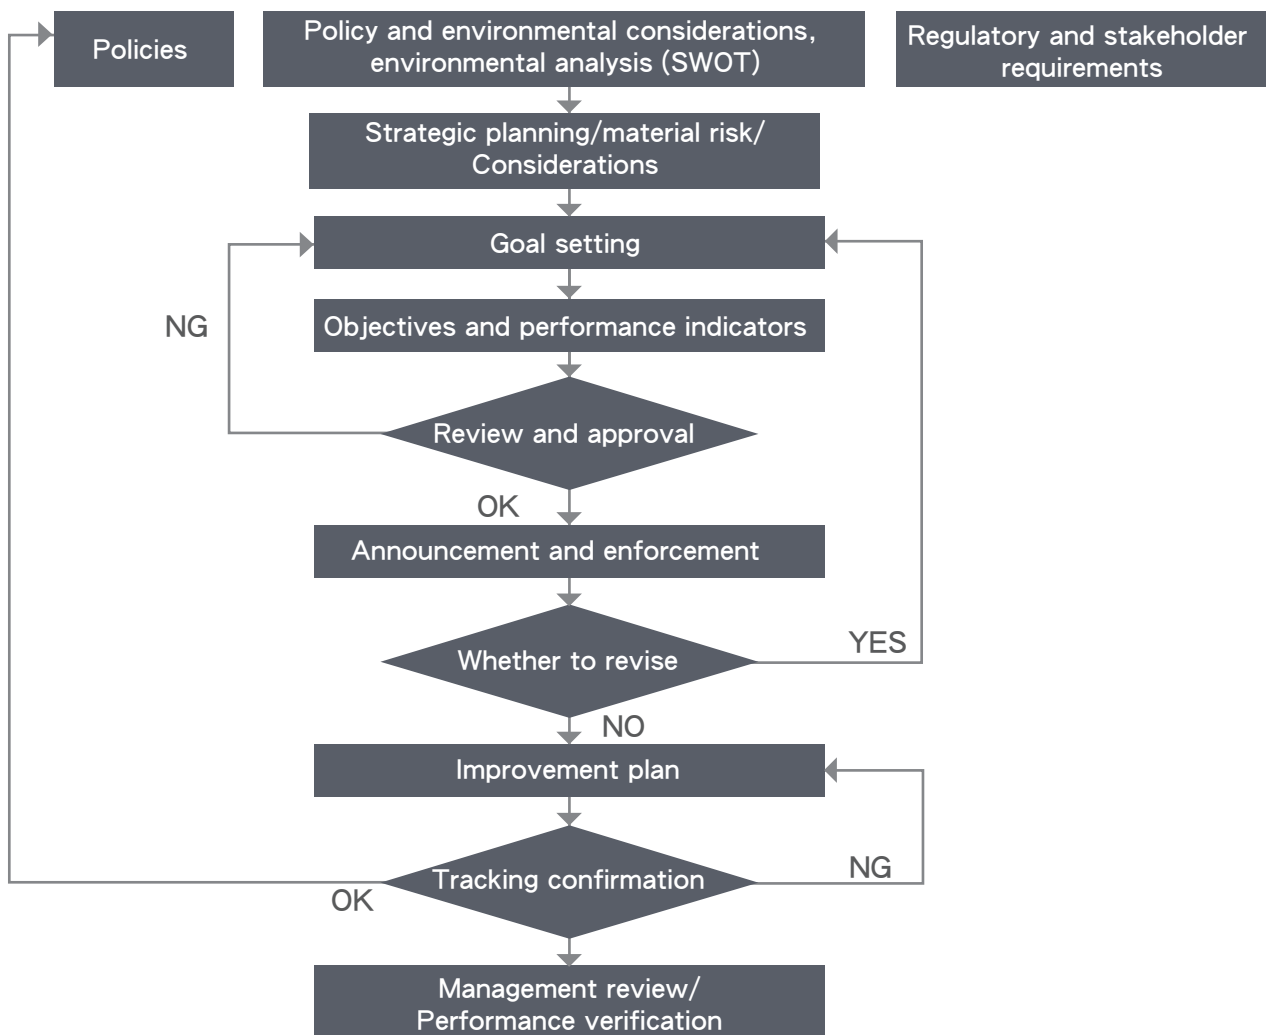 Policies
Policy and environmental considerations,
environmental analysis (SWOT)
Regulatory and stakeholder
requirements
Strategic planning/material risk/
Considerations
Goal setting
NG
Objectives and performance indicators
Review and approval
OK
Announcement and enforcement
Whether to revise
YES
NO
Improvement plan
Tracking confirmation
NG
OK
Management review/
Performance verification